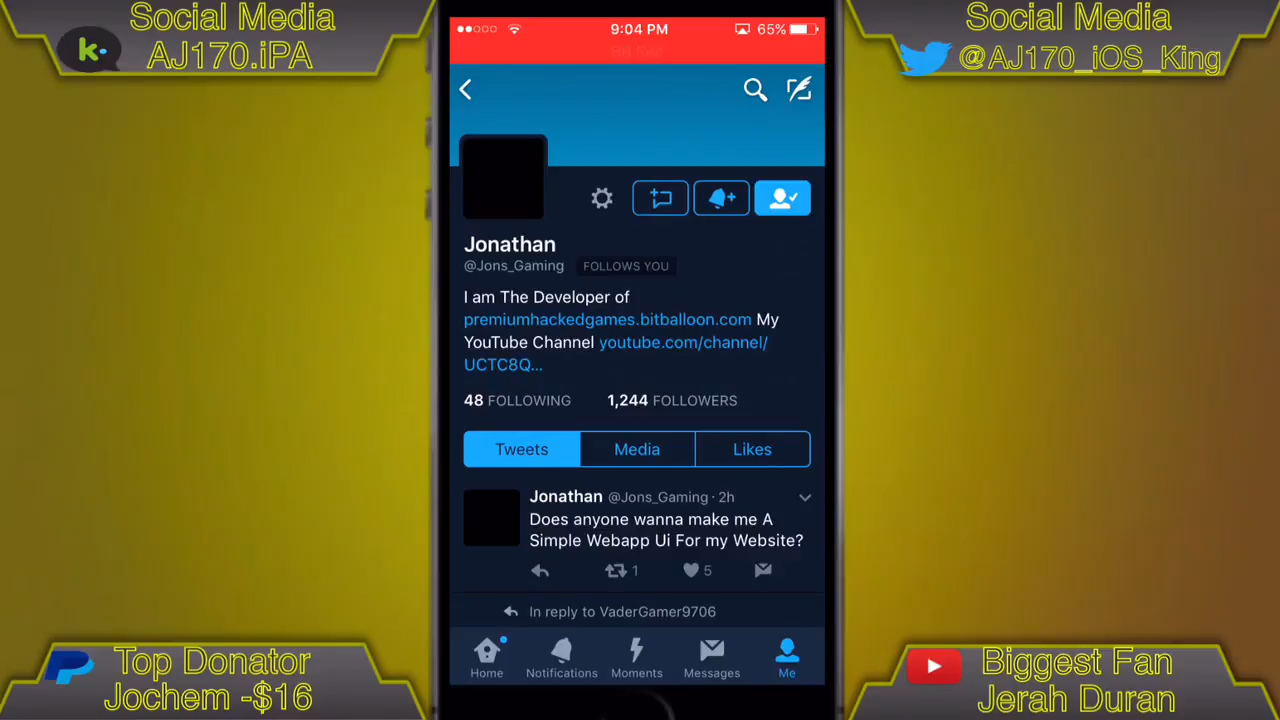 Social Media
AJ170.iPA
k.
Social Media
@AJ170_iOS_King
9:04 PM
65%
Jonathan
@Jons_Gaming FOLLOWS YOU
I am The Developer of
premiumhackedgames.bitballoon.com My
YouTube Channel youtube.com/channel/
UCTC8Q...
48 FOLLOWING 1,244 FOLLOWERS
Tweets Media Likes
Jonathan @Jons_Gaming · 2h
Does anyone wanna make me A
Simple Webapp Ui For my Website?
1 5
In reply to VaderGamer9706
Home Notifications Moments Messages Me
Top Donator
Jochem -$16
Biggest Fan
Jerah Duran